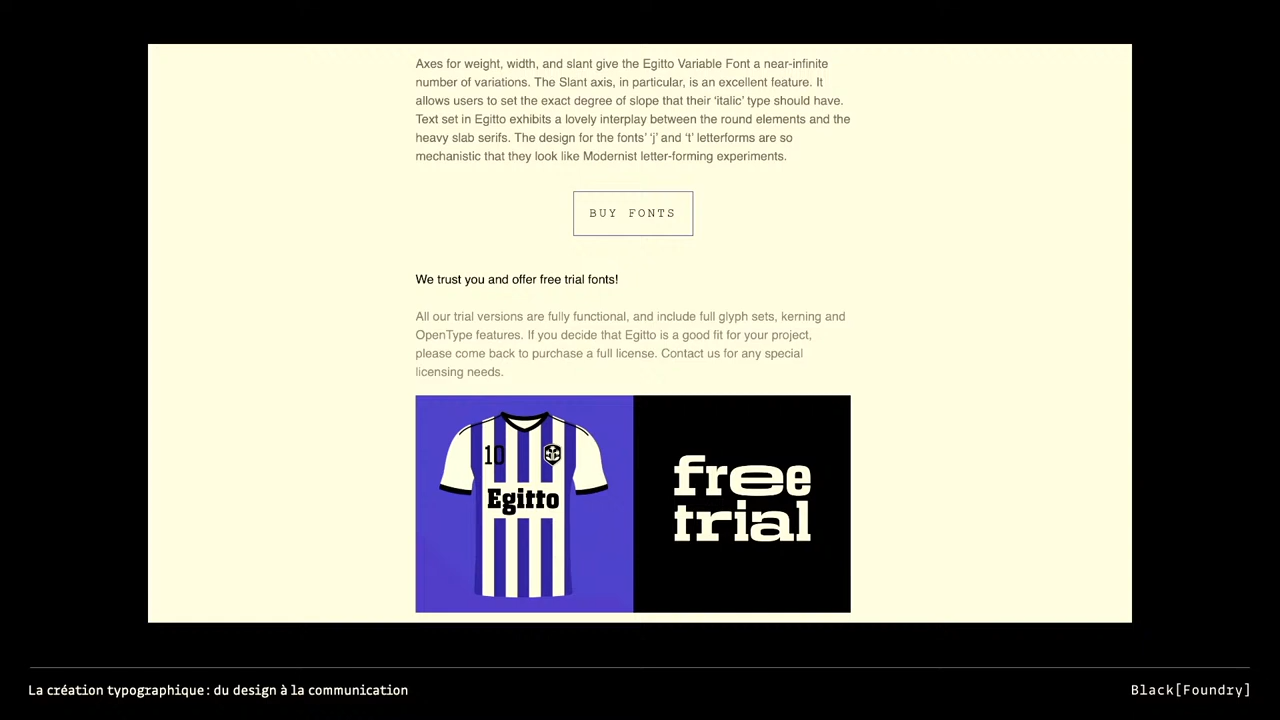 Axes for weight, width, and slant give the Egitto Variable Font a near-infinite
number of variations. The Slant axis, in particular, is an excellent feature. It
allows users to set the exact degree of slope that their ‘italic’ type should have.
Text set in Egitto exhibits a lovely interplay between the round elements and the
heavy slab serifs. The design for the fonts’ ‘j’ and ‘t’ letterforms are so
mechanistic that they look like Modernist letter-forming experiments.
BUY FONTS
We trust you and offer free trial fonts!
All our trial versions are fully functional, and include full glyph sets, kerning and
OpenType features. If you decide that Egitto is a good fit for your project,
please come back to purchase a full license. Contact us for any special
licensing needs.
10
Egitto
free
trial
La création typographique : du design à la communication
Black[Foundry]